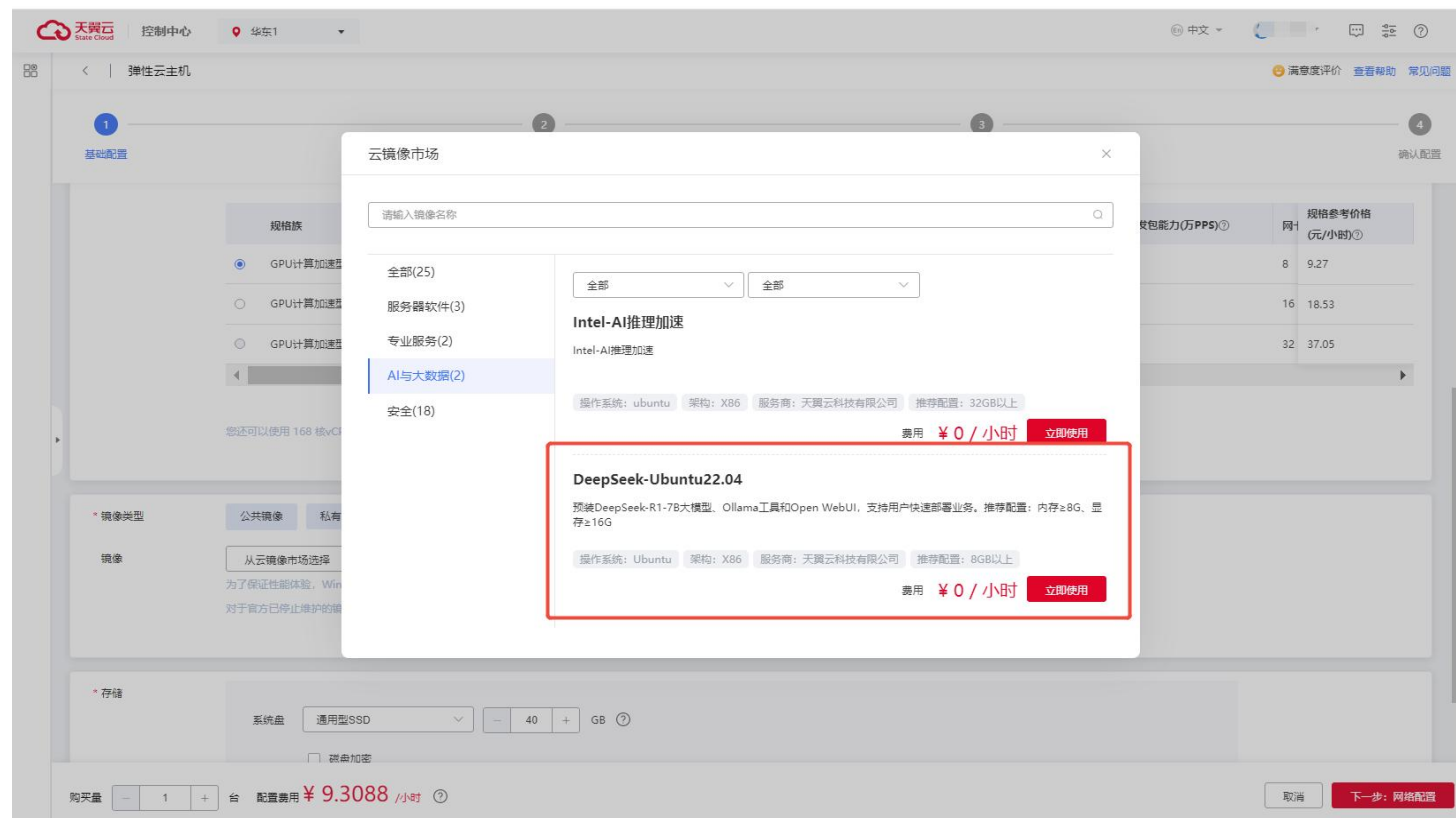 天翼云
State Cloud
控制中心
华东1
中文
弹性云主机
满意度评价
查看帮助
常见问题
1
2
3
4
基础配置
确认配置
云镜像市场
请输入镜像名称
规格族
发包能力(万PPS)
规格参考价格
(元/小时)
GPU计算加速型
8
9.27
GPU计算加速型
16
18.53
GPU计算加速型
32
37.05
您还可以使用 168 核vCP
全部(25)
服务器软件(3)
专业服务(2)
AI与大数据(2)
安全(18)
全部
全部
Intel-AI推理加速
Intel-AI推理加速
操作系统：ubuntu
架构：X86
服务商：天翼云科技有限公司
推荐配置：32GB以上
费用
¥ 0 / 小时
立即使用
DeepSeek-Ubuntu22.04
预装DeepSeek-R1-7B大模型、Ollama工具和Open WebUI，支持用户快速部署业务。推荐配置：内存≥8G、显
存≥16G
操作系统：Ubuntu
架构：X86
服务商：天翼云科技有限公司
推荐配置：8GB以上
费用
¥ 0 / 小时
立即使用
* 镜像类型
公共镜像
私有
镜像
从云镜像市场选择
为了保证性能体验，Win
对于官方已停止维护的
* 存储
系统盘
通用型SSD
40
GB
磁盘加密
购买量
1
台
配置费用 ¥ 9.3088 /小时
取消
下一步：网络配置